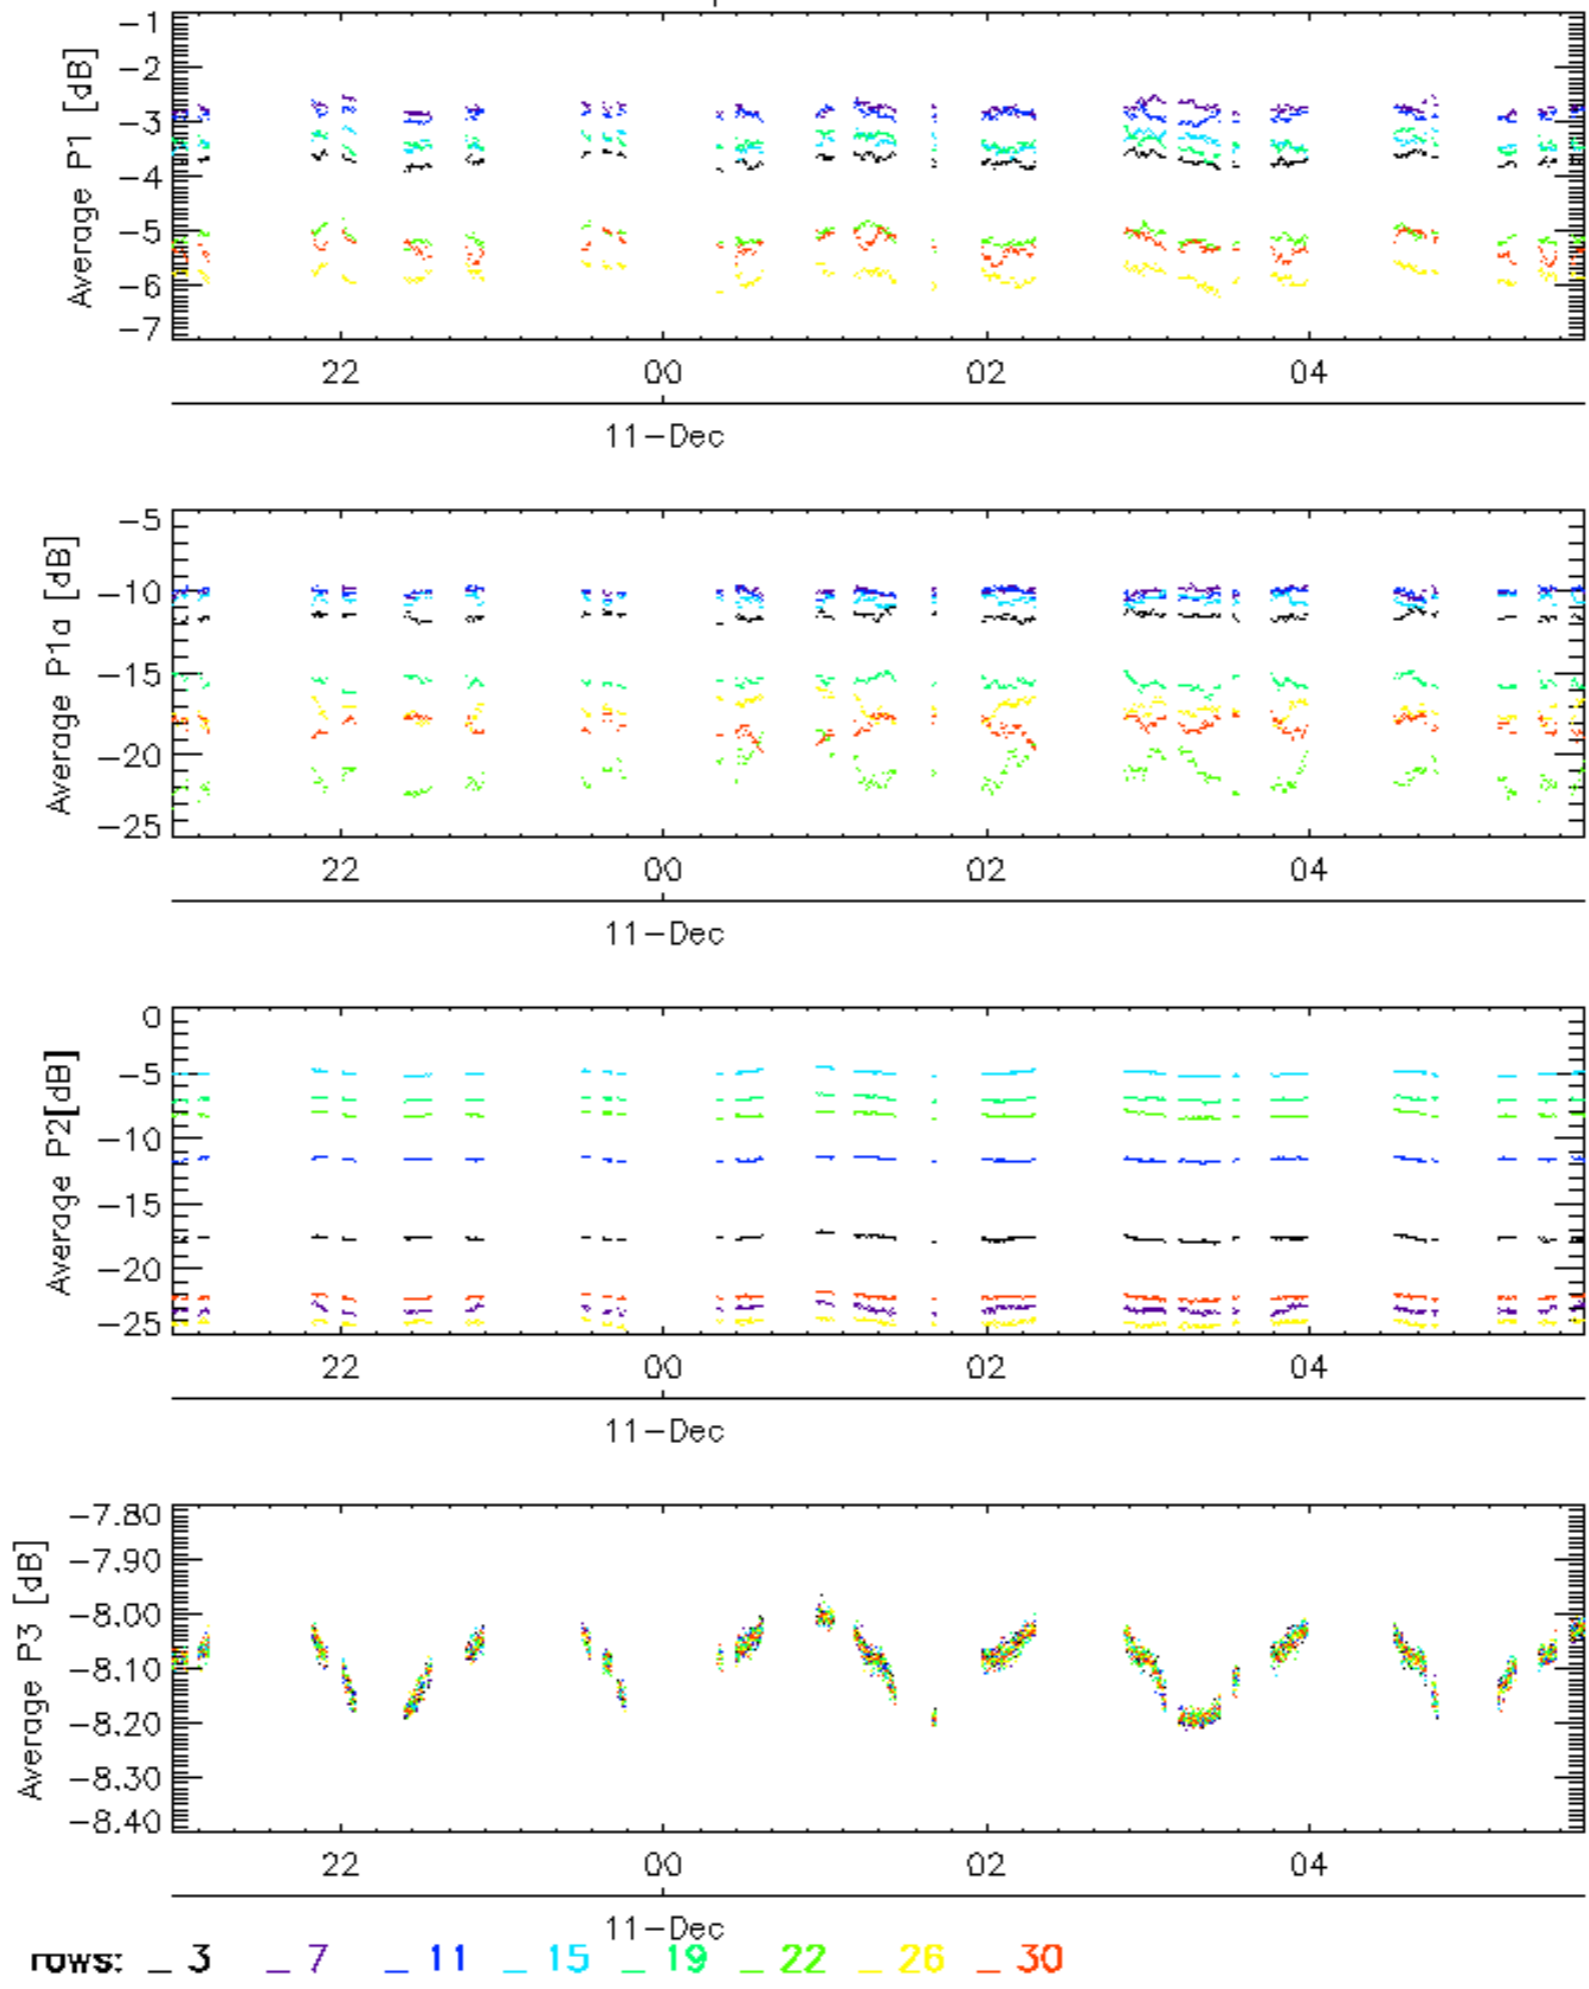 -1
-2
-3
-4
-5
-6
-7
Average P1 [dB]
22 00 02 04
11-Dec
-5
-10
-15
-20
-25
Average P1a [dB]
22 00 02 04
11-Dec
0
-5
-10
-15
-20
-25
Average P2[dB]
22 00 02 04
11-Dec
-7.80
-7.90
-8.00
-8.10
-8.20
-8.30
-8.40
Average P3 [dB]
22 00 02 04
11-Dec
rows: _ 3 _ 7 _ 11 _ 15 _ 19 _ 22 _ 26 _ 30